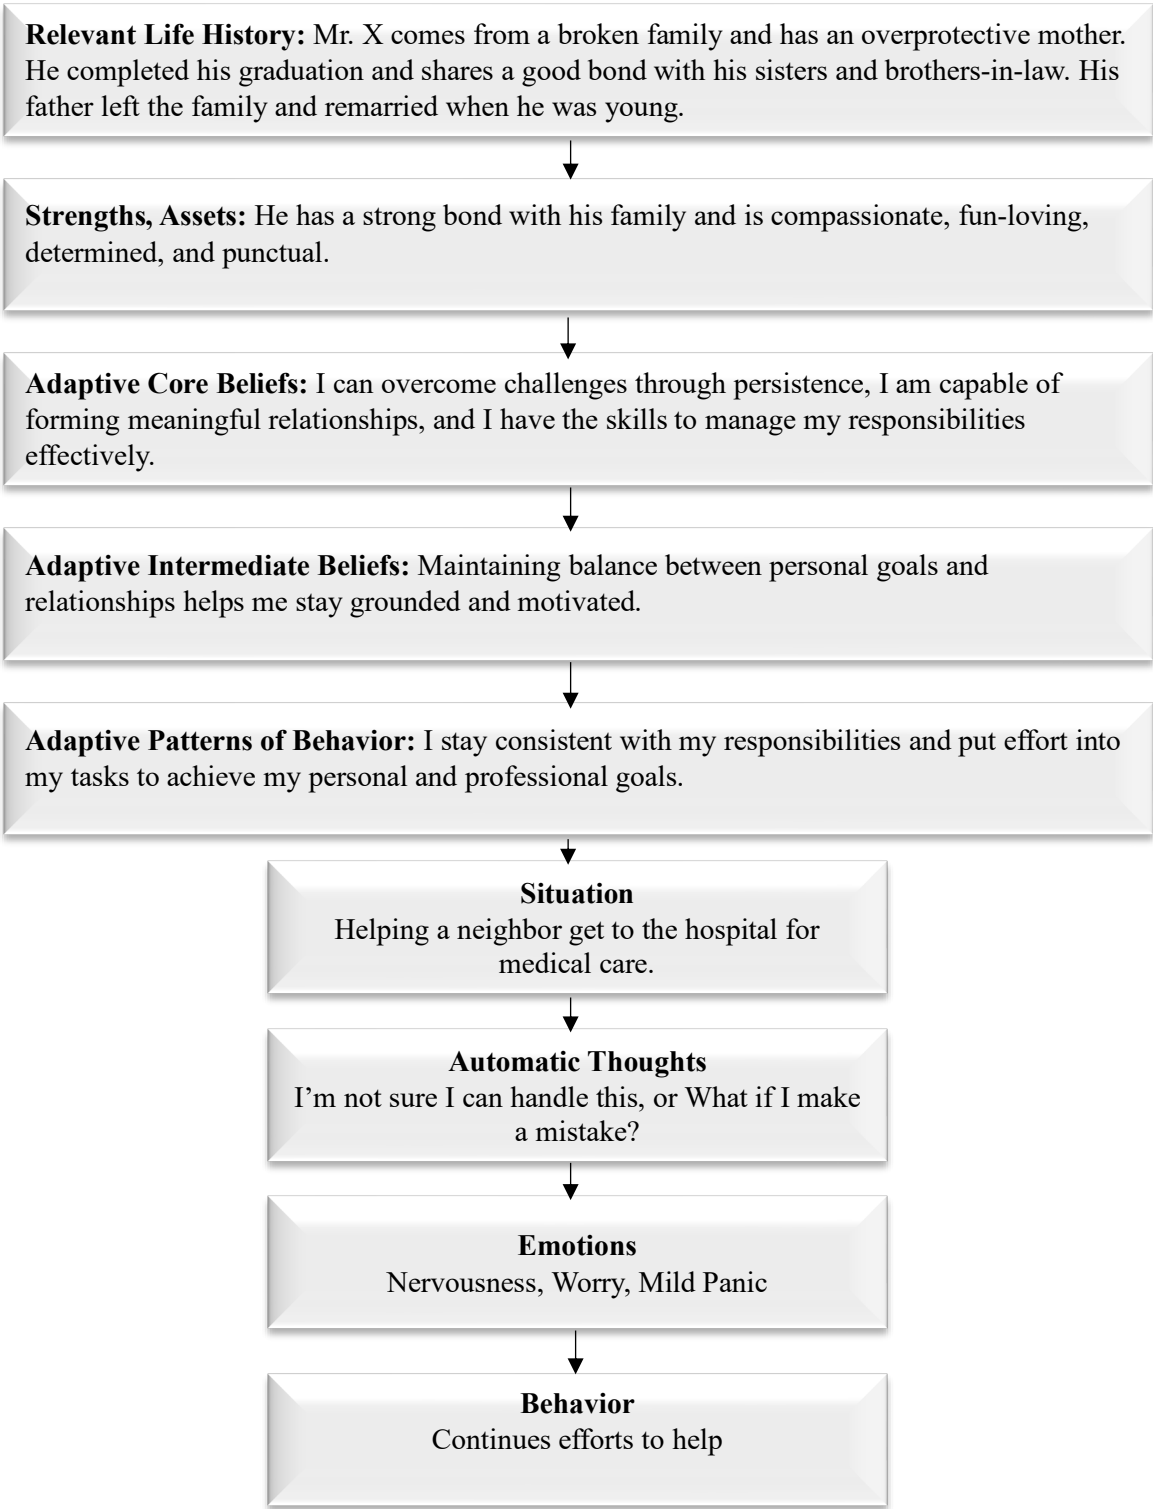 Relevant Life History: Mr. X comes from a broken family and has an overprotective mother.
He completed his graduation and shares a good bond with his sisters and brothers-in-law. His
father left the family and remarried when he was young.
Strengths, Assets: He has a strong bond with his family and is compassionate, fun-loving,
determined, and punctual.
Adaptive Core Beliefs: I can overcome challenges through persistence, I am capable of
forming meaningful relationships, and I have the skills to manage my responsibilities
effectively.
Adaptive Intermediate Beliefs: Maintaining balance between personal goals and
relationships helps me stay grounded and motivated.
Adaptive Patterns of Behavior: I stay consistent with my responsibilities and put effort into
my tasks to achieve my personal and professional goals.
Situation
Helping a neighbor get to the hospital for
medical care.
Automatic Thoughts
I’m not sure I can handle this, or What if I make
a mistake?
Emotions
Nervousness, Worry, Mild Panic
Behavior
Continues efforts to help